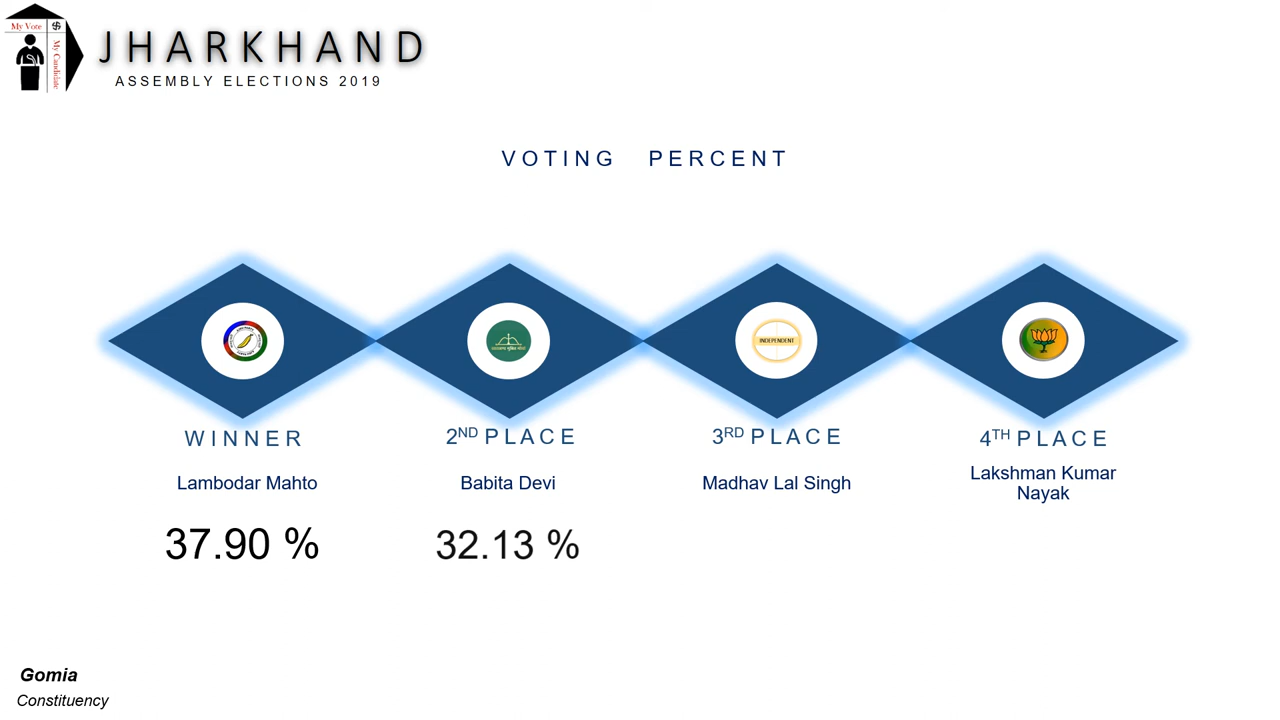 My Vote
My Candidate
JHARKHAND
ASSEMBLY ELECTIONS 2019
VOTING PERCENT
INDEPENDENT
WINNER
2ND PLACE
3RD PLACE
4TH PLACE
Lambodar Mahto
Babita Devi
Madhav Lal Singh
Lakshman Kumar
Nayak
37.90 %
32.13 %
Gomia
Constituency